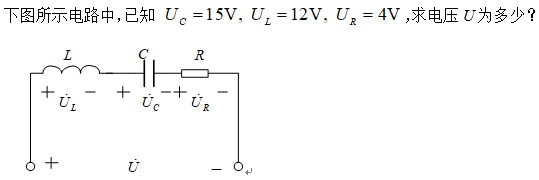 下图所示电路中,已知 U_C = 15V, U_L = 12V, U_R = 4V ,求电压 U 为多少?
L C R
+ - + - + -
U̇_L U̇_C U̇_R
+ U̇ -